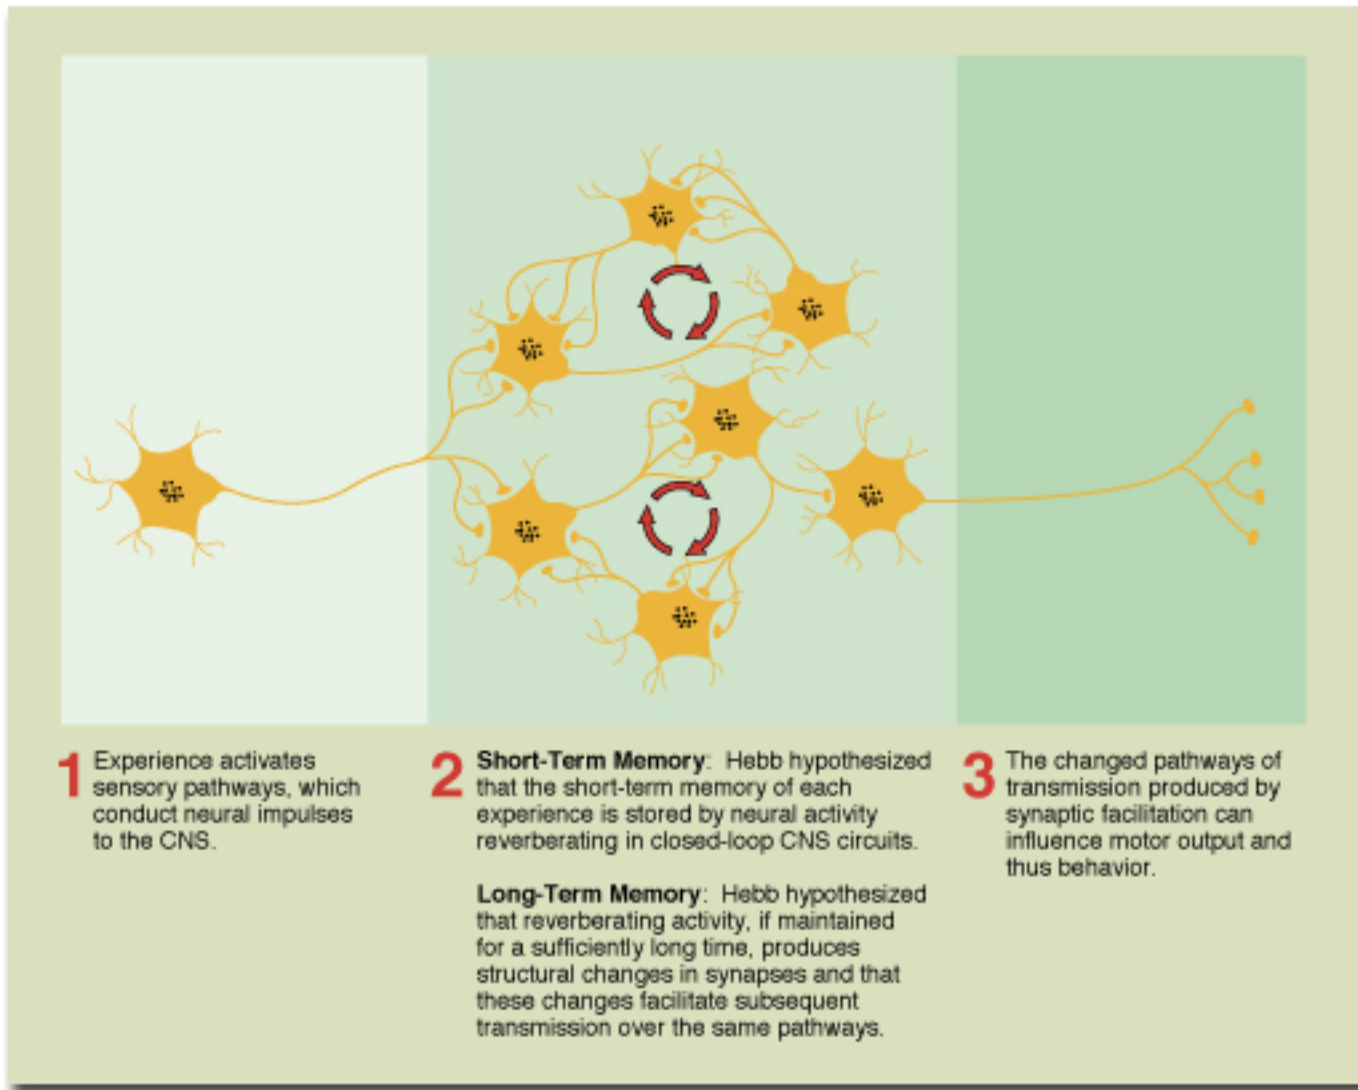 1 Experience activates
sensory pathways, which
conduct neural impulses
to the CNS.
2 Short-Term Memory: Hebb hypothesized
that the short-term memory of each
experience is stored by neural activity
reverberating in closed-loop CNS circuits.
Long-Term Memory: Hebb hypothesized
that reverberating activity, if maintained
for a sufficiently long time, produces
structural changes in synapses and that
these changes facilitate subsequent
transmission over the same pathways.
3 The changed pathways of
transmission produced by
synaptic facilitation can
influence motor output and
thus behavior.